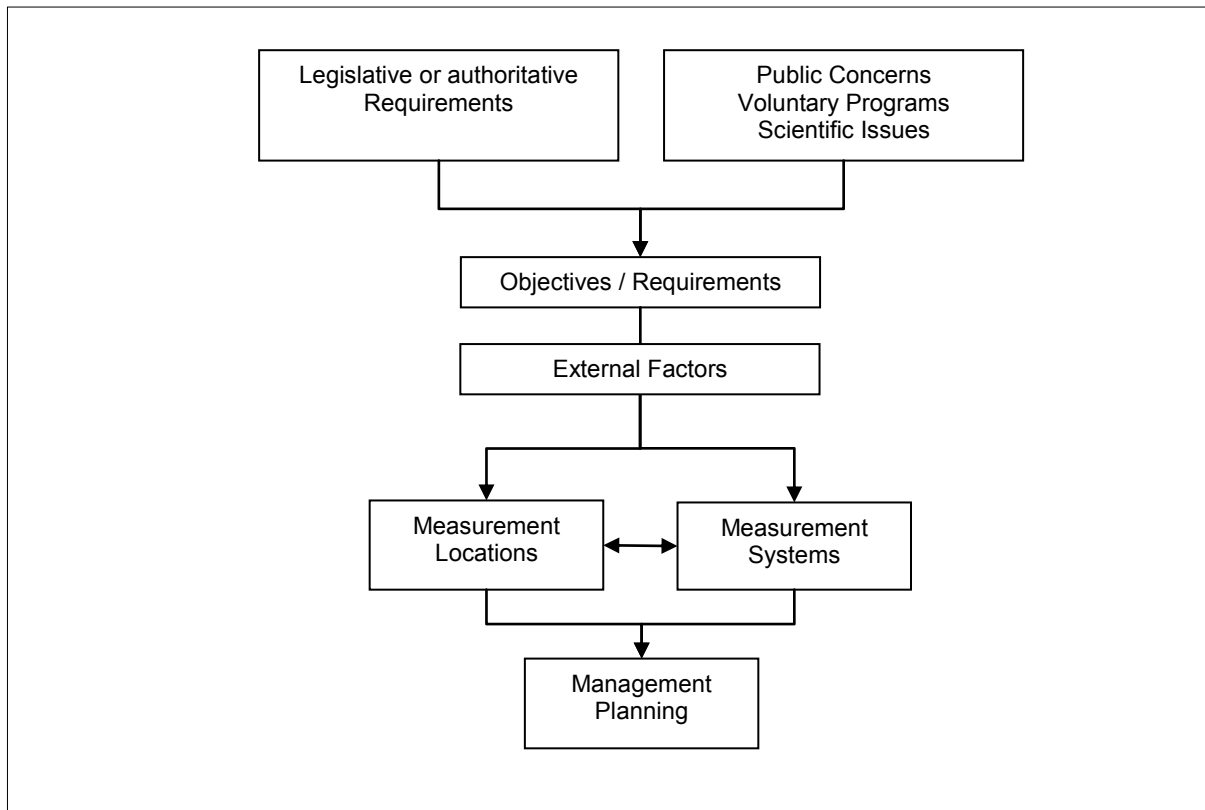 Legislative or authoritative
Requirements
Public Concerns
Voluntary Programs
Scientific Issues
Objectives / Requirements
External Factors
Measurement
Locations
Measurement
Systems
Management
Planning